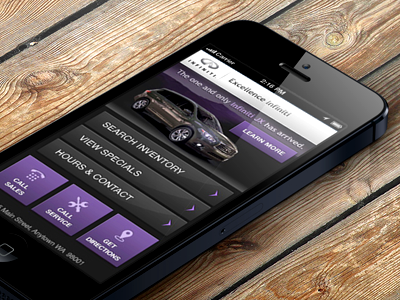 Carrier
2:16 PM
INFINITI
Excellence Infiniti
The one and only Infiniti JX has arrived.
LEARN MORE
SEARCH INVENTORY
VIEW SPECIALS
HOURS & CONTACT
CALL SALES
CALL SERVICE
GET DIRECTIONS
Main Street, Anytown WA 98001